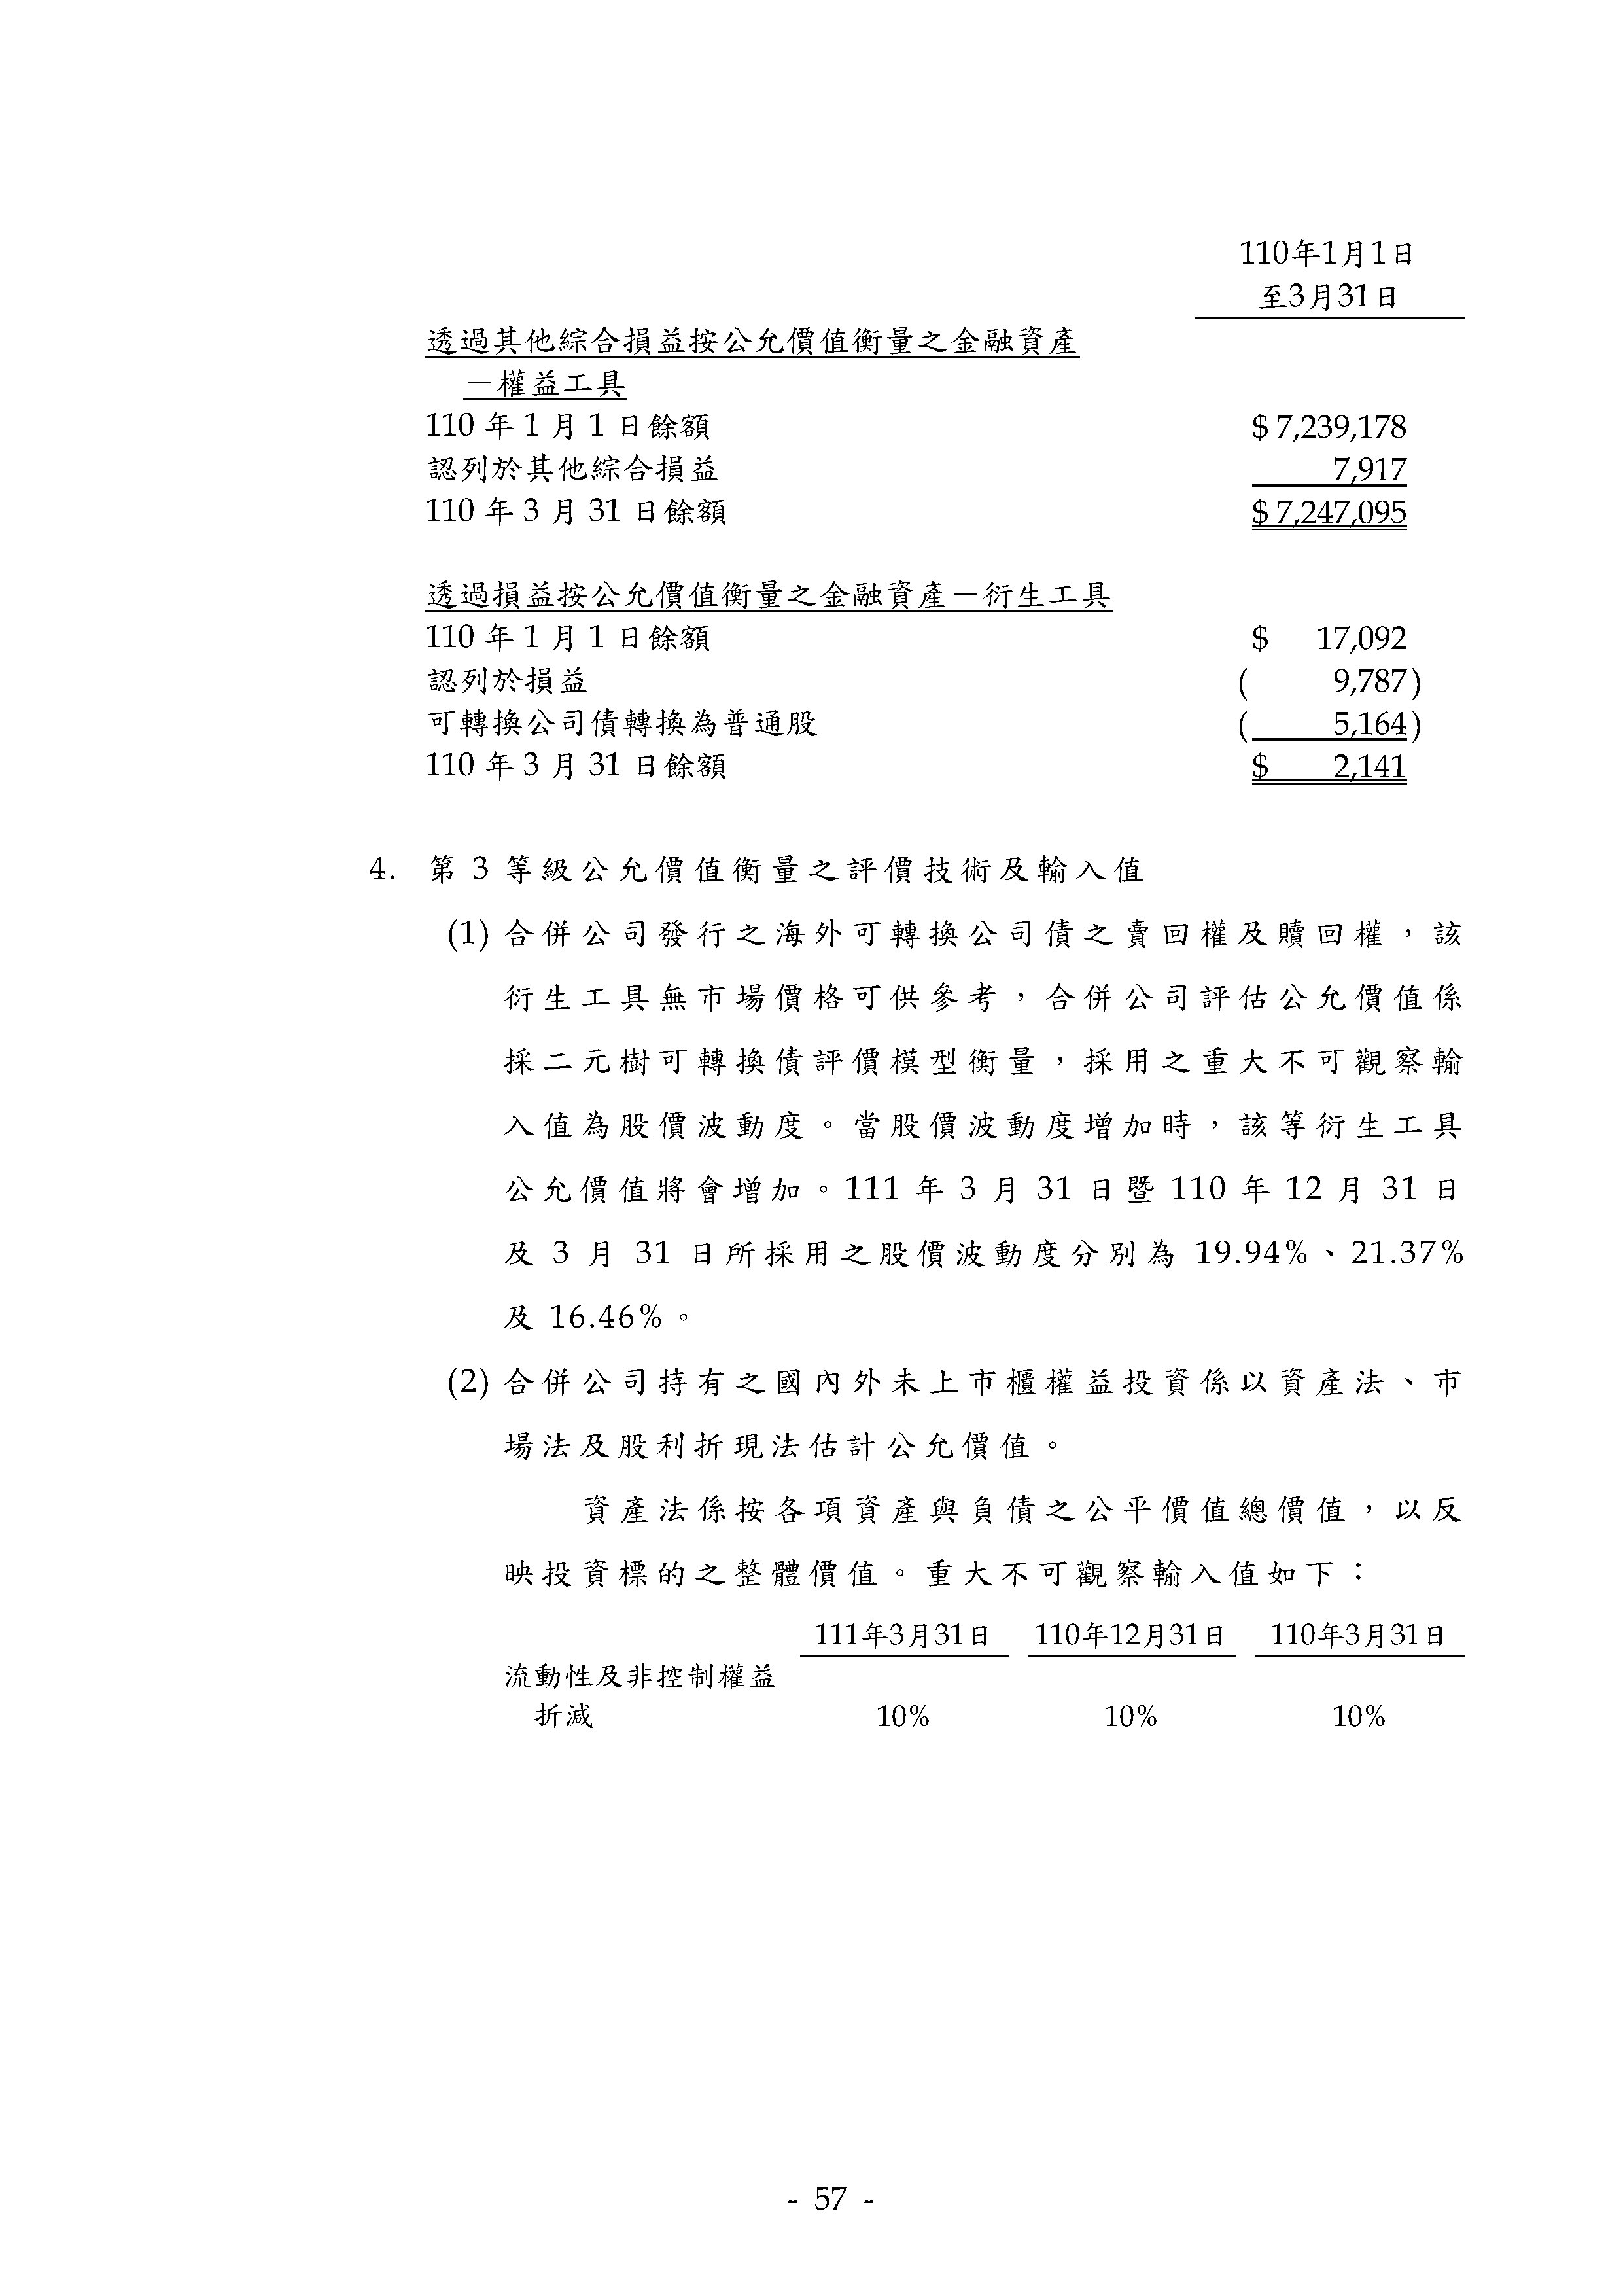 110年1月1日
至3月31日
透過其他綜合損益按公允價值衡量之金融資產
－權益工具
110 年 1 月 1 日餘額 $ 7,239,178
認列於其他綜合損益 7,917
110 年 3 月 31 日餘額 $ 7,247,095
透過損益按公允價值衡量之金融資產－衍生工具
110 年 1 月 1 日餘額 $ 17,092
認列於損益 ( 9,787)
可轉換公司債轉換為普通股 ( 5,164)
110 年 3 月 31 日餘額 $ 2,141
4. 第 3 等級公允價值衡量之評價技術及輸入值
(1) 合併公司發行之海外可轉換公司債之賣回權及贖回權，該
衍生工具無市場價格可供參考，合併公司評估公允價值係
採二元樹可轉換債評價模型衡量，採用之重大不可觀察輸
入值為股價波動度。當股價波動度增加時，該等衍生工具
公允價值將會增加。111 年 3 月 31 日暨 110 年 12 月 31 日
及 3 月 31 日所採用之股價波動度分別為 19.94%、21.37%
及 16.46%。
(2) 合併公司持有之國內外未上市櫃權益投資係以資產法、市
場法及股利折現法估計公允價值。
資產法係按各項資產與負債之公平價值總價值，以反
映投資標的之整體價值。重大不可觀察輸入值如下：
111年3月31日 110年12月31日 110年3月31日
流動性及非控制權益
折減 10% 10% 10%
- 57 -